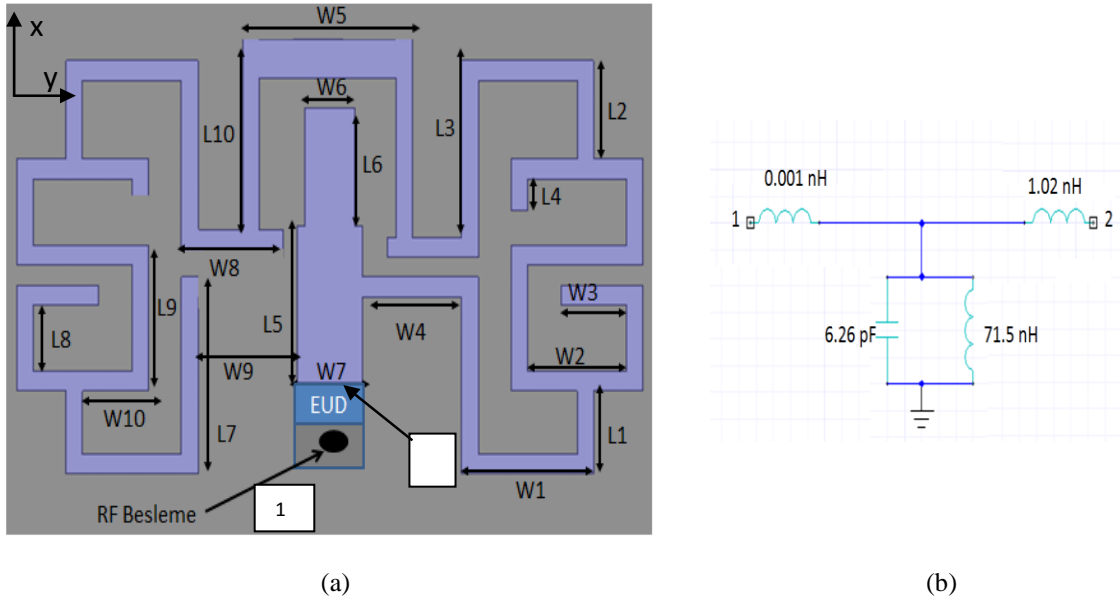 x
y
W5
W6
L10
L3
L2
L6
L4
W8
L9
L5
W3
L8
W4
W9
W2
W7
W10
EUD
L7
L1
W1
RF Besleme
1
(a)
0.001 nH
1.02 nH
1
2
6.26 pF
71.5 nH
(b)